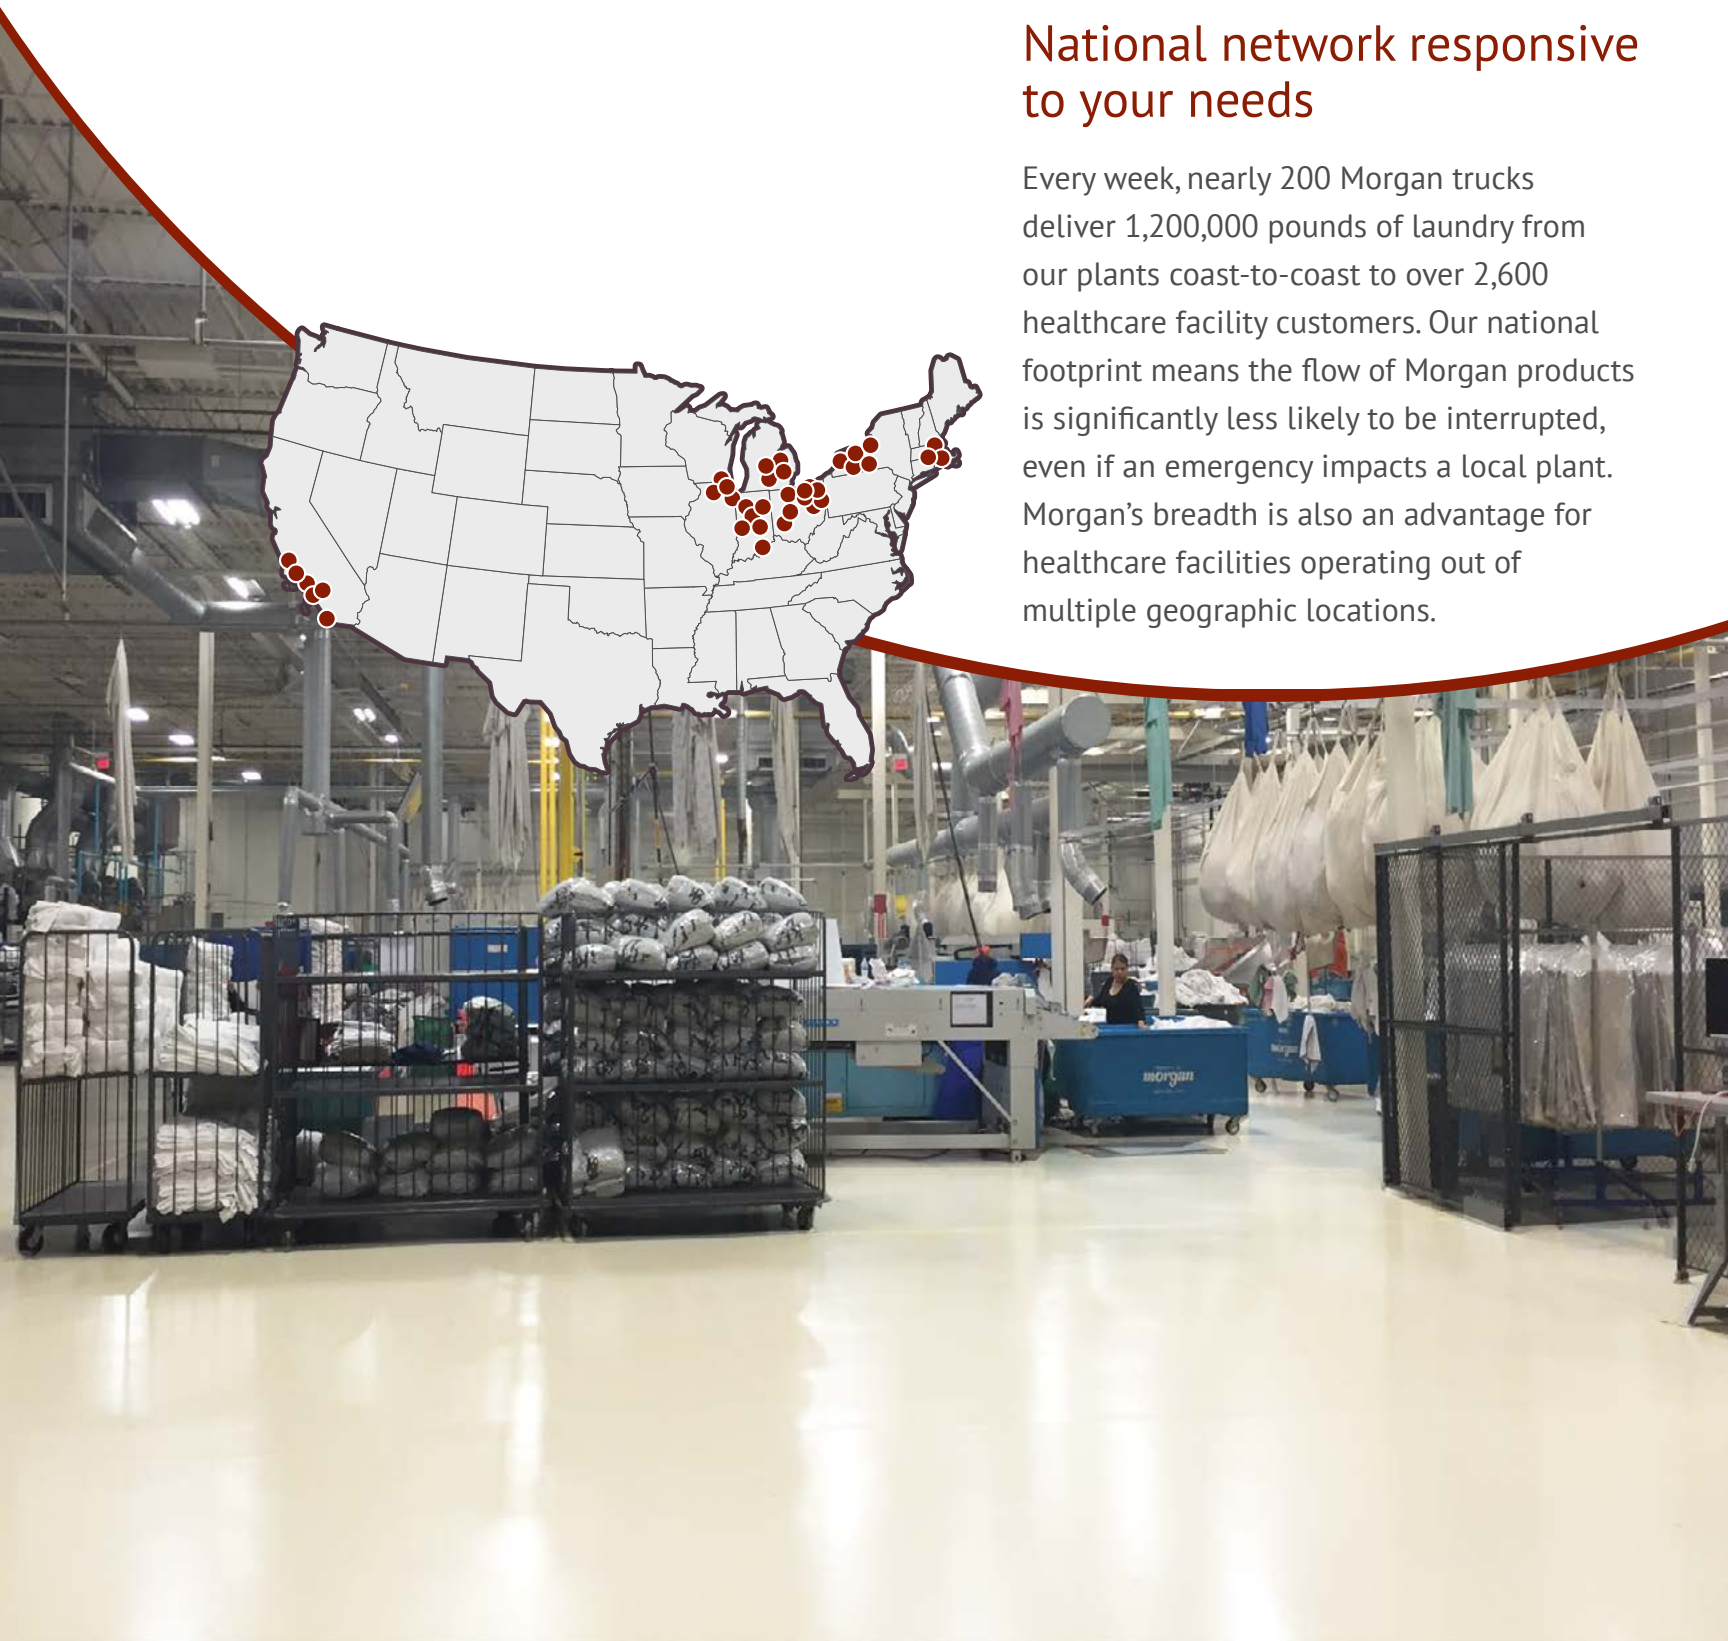 National network responsive
to your needs
Every week, nearly 200 Morgan trucks
deliver 1,200,000 pounds of laundry from
our plants coast-to-coast to over 2,600
healthcare facility customers. Our national
footprint means the flow of Morgan products
is significantly less likely to be interrupted,
even if an emergency impacts a local plant.
Morgan’s breadth is also an advantage for
healthcare facilities operating out of
multiple geographic locations.
morgan
morgan